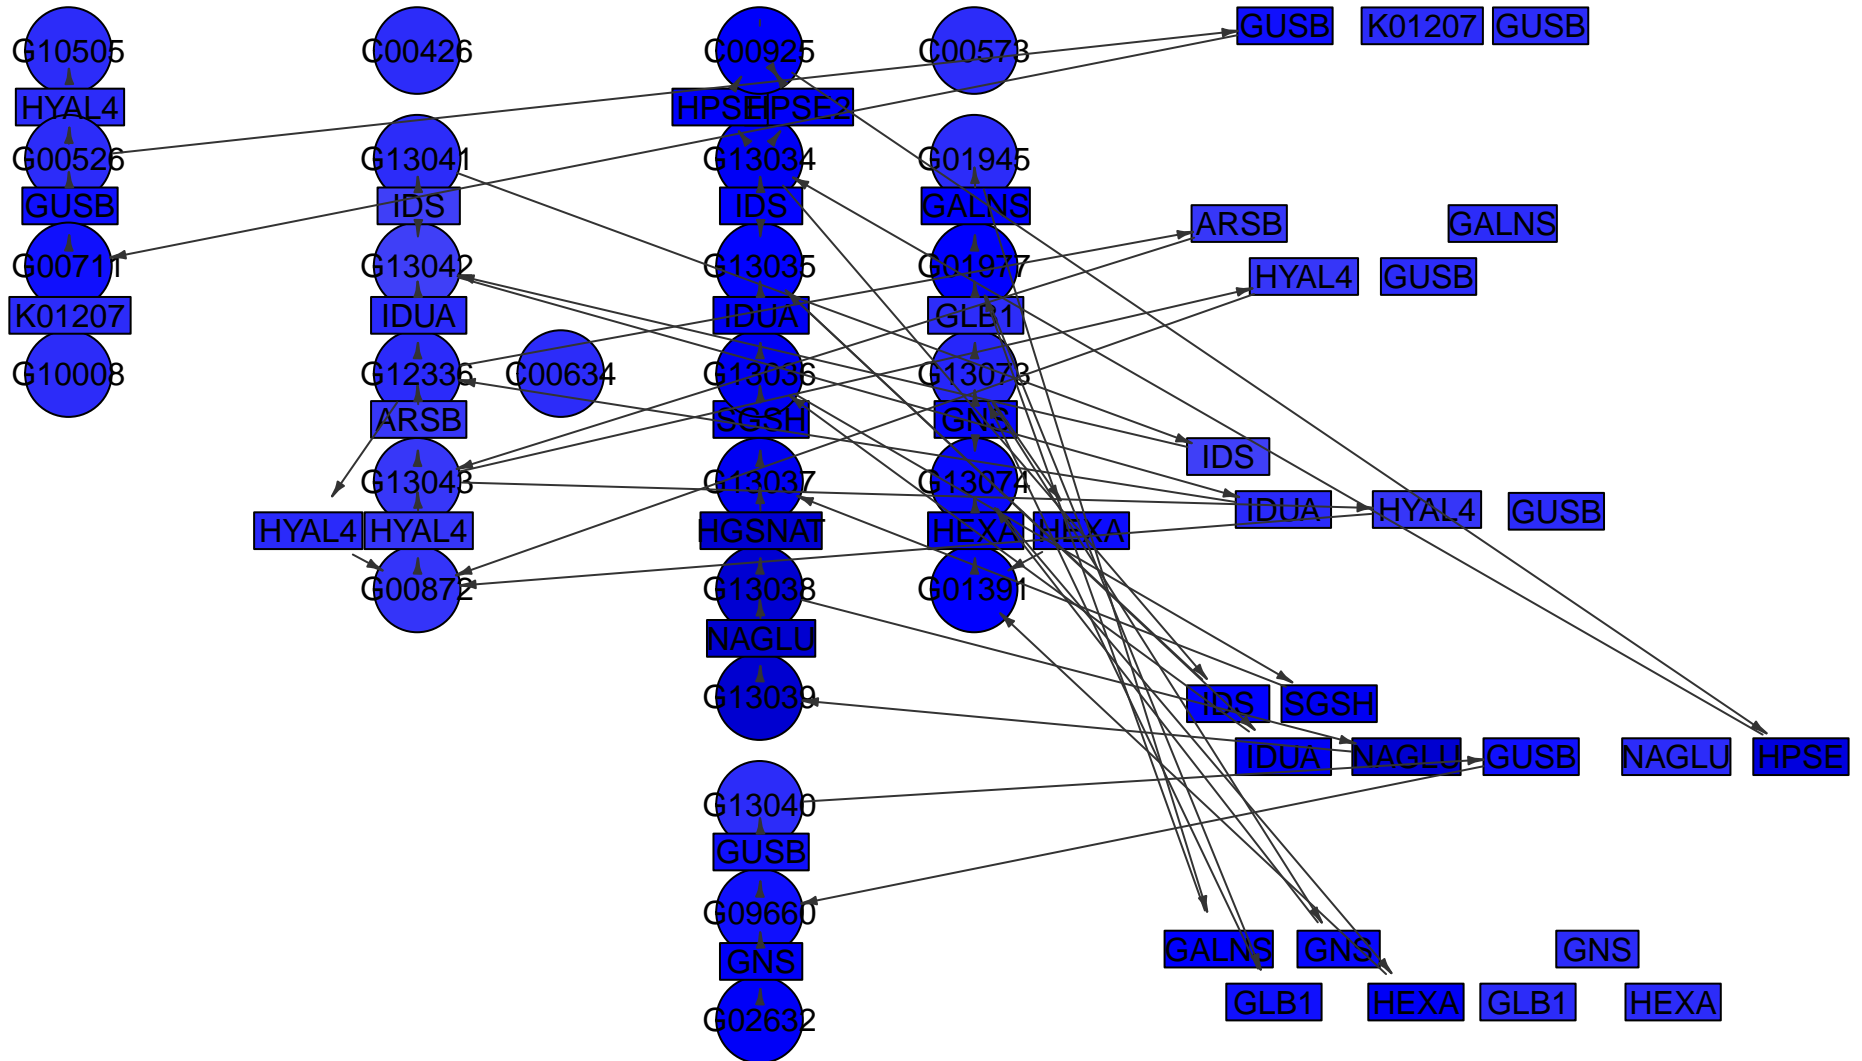 G10505 C00426 C00925 C00573 GUSB K01207 GUSB
HYAL4 HPSE HPSE2
G00526 G13041 G13034 G01945
GUSB IDS IDS GALNS ARSB GALNS
G00711 G13042 G13035 G01977 HYAL4 GUSB
K01207 IDUA IDUA GLB1
G10008 G12336 C00634 G13036 G13073
ARSB SGSH GNS
IDS
G13043 G13037 G13074
IDUA HYAL4 GUSB
HYAL4 HYAL4 HGSNAT HEXA HEXA
G00872 G13038 G01391
NAGLU
G13039 IDS SGSH
IDUA NAGLU GUSB NAGLU HPSE
G13040
GUSB
G09660
GNS GALNS GNS GNS
GLB1 HEXA GLB1 HEXA
G02632